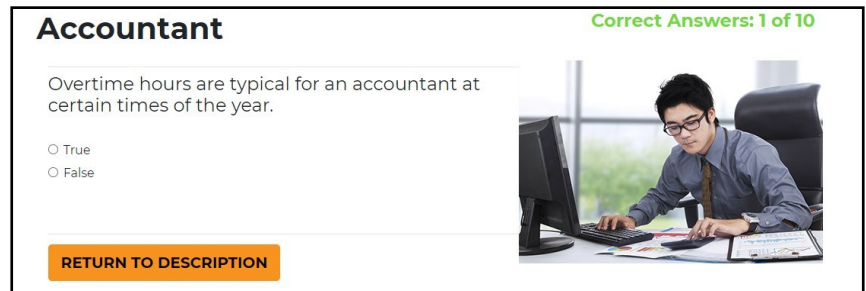 Accountant
Correct Answers: 1 of 10
Overtime hours are typical for an accountant at
certain times of the year.
True
False
RETURN TO DESCRIPTION